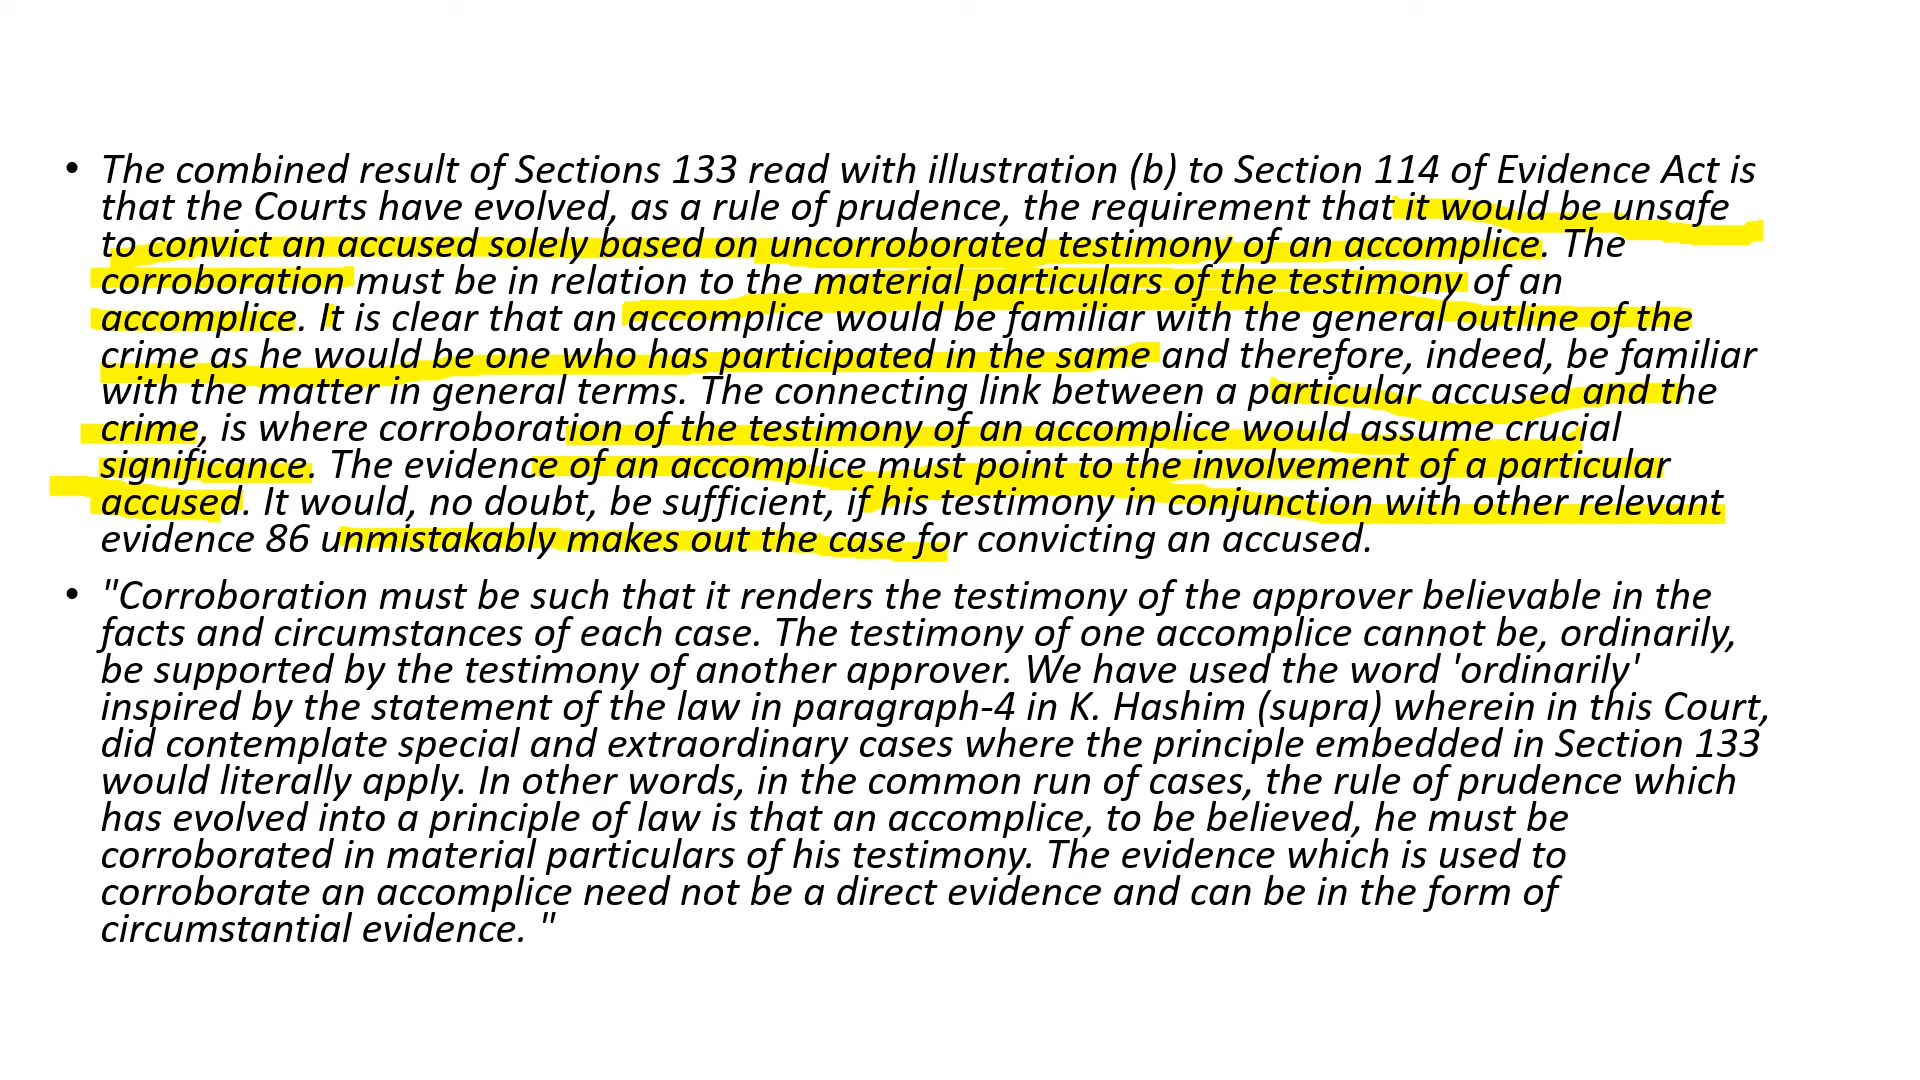 • The combined result of Sections 133 read with illustration (b) to Section 114 of Evidence Act is
that the Courts have evolved, as a rule of prudence, the requirement that it would be unsafe
to convict an accused solely based on uncorroborated testimony of an accomplice. The
corroboration must be in relation to the material particulars of the testimony of an
accomplice. It is clear that an accomplice would be familiar with the general outline of the
crime as he would be one who has participated in the same and therefore, indeed, be familiar
with the matter in general terms. The connecting link between a particular accused and the
crime, is where corroboration of the testimony of an accomplice would assume crucial
significance. The evidence of an accomplice must point to the involvement of a particular
accused. It would, no doubt, be sufficient, if his testimony in conjunction with other relevant
evidence 86 unmistakably makes out the case for convicting an accused.
• "Corroboration must be such that it renders the testimony of the approver believable in the
facts and circumstances of each case. The testimony of one accomplice cannot be, ordinarily,
be supported by the testimony of another approver. We have used the word 'ordinarily'
inspired by the statement of the law in paragraph-4 in K. Hashim (supra) wherein in this Court,
did contemplate special and extraordinary cases where the principle embedded in Section 133
would literally apply. In other words, in the common run of cases, the rule of prudence which
has evolved into a principle of law is that an accomplice, to be believed, he must be
corroborated in material particulars of his testimony. The evidence which is used to
corroborate an accomplice need not be a direct evidence and can be in the form of
circumstantial evidence. "